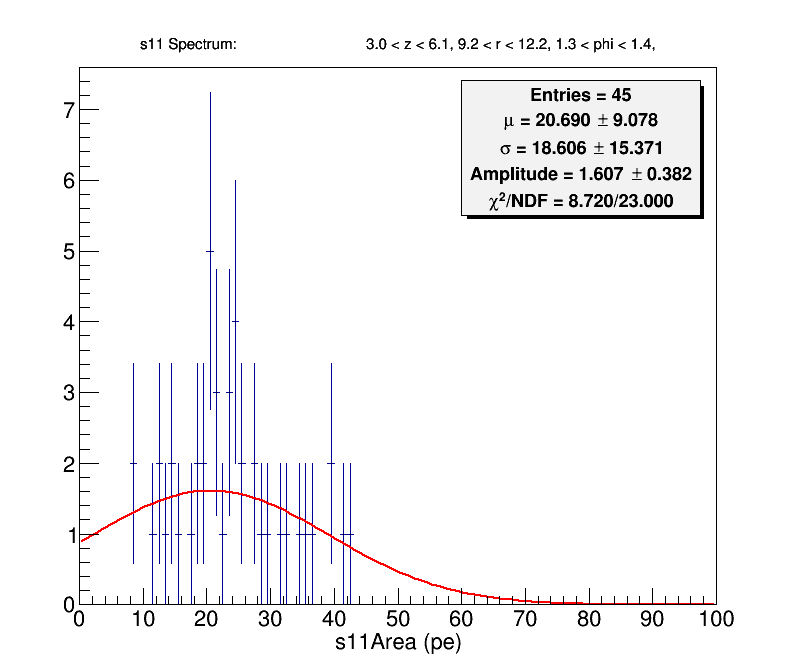 s11 Spectrum: 3.0 < z < 6.1, 9.2 < r < 12.2, 1.3 < phi < 1.4,
Entries = 45
μ = 20.690 ± 9.078
σ = 18.606 ± 15.371
Amplitude = 1.607 ± 0.382
χ²/NDF = 8.720/23.000
7
6
5
4
3
2
1
0
0 10 20 30 40 50 60 70 80 90 100
s11Area (pe)